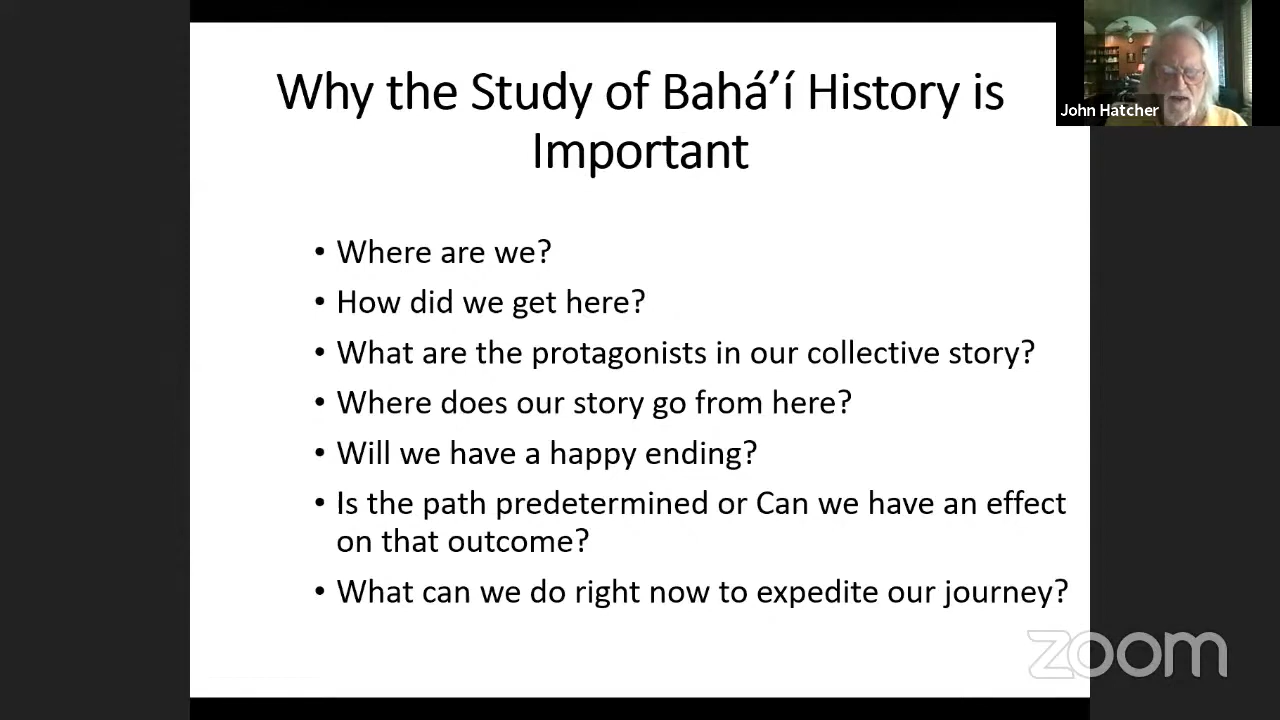 Why the Study of Bahá’í History is
Important
• Where are we?
• How did we get here?
• What are the protagonists in our collective story?
• Where does our story go from here?
• Will we have a happy ending?
• Is the path predetermined or Can we have an effect
on that outcome?
• What can we do right now to expedite our journey?
John Hatcher
zoom